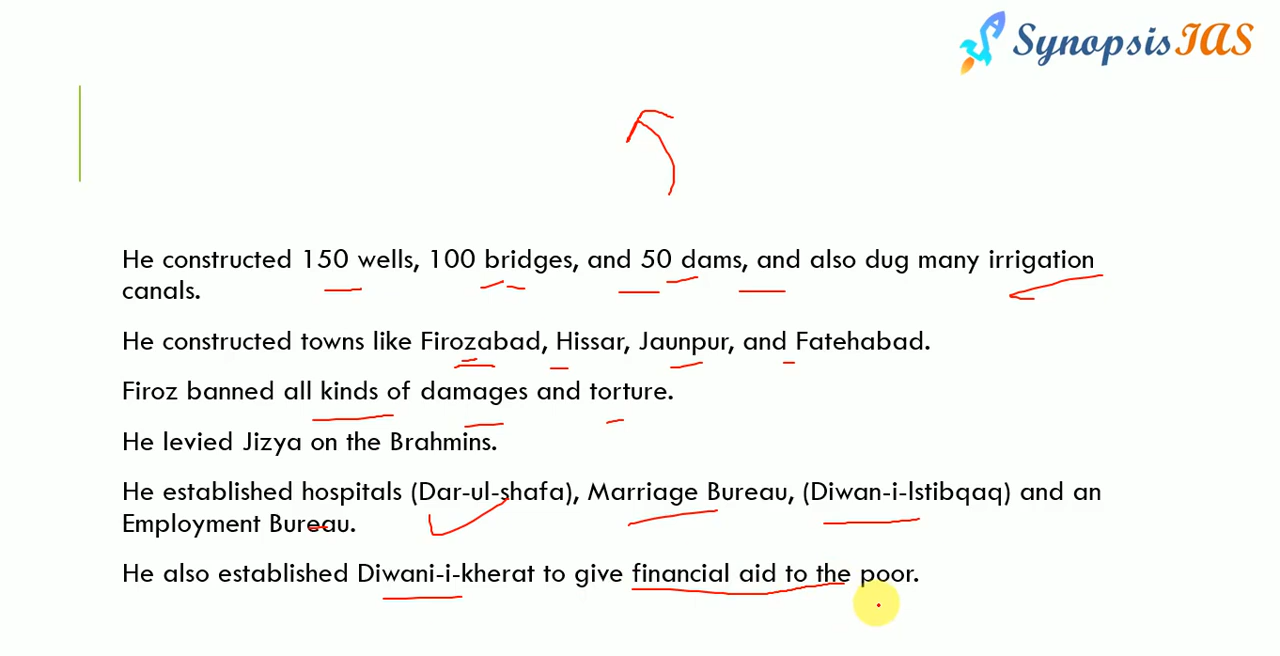 SynopsisIAS
He constructed 150 wells, 100 bridges, and 50 dams, and also dug many irrigation
canals.
He constructed towns like Firozabad, Hissar, Jaunpur, and Fatehabad.
Firoz banned all kinds of damages and torture.
He levied Jizya on the Brahmins.
He established hospitals (Dar-ul-shafa), Marriage Bureau, (Diwan-i-Istibqaq) and an
Employment Bureau.
He also established Diwani-i-kherat to give financial aid to the poor.